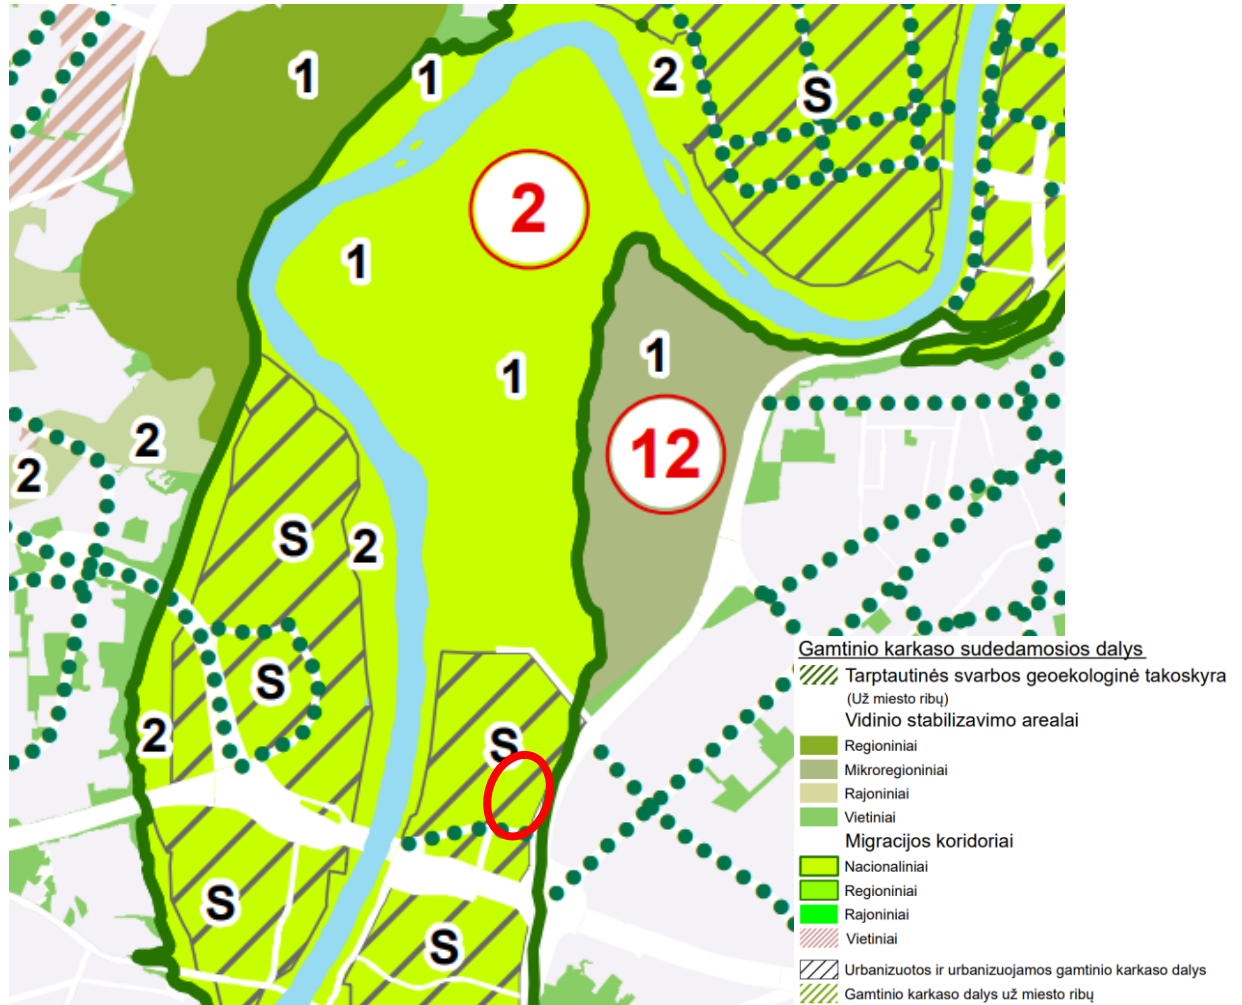 1
1
2
S
2
1
1
1
12
2
2
S
2
S
2
S
S
S
Gamtinio karkaso sudedamosios dalys
Tarptautinės svarbos geoekologinė takoskyra
(Už miesto ribų)
Vidinio stabilizavimo arealai
Regioniniai
Mikroregioniniai
Rajoniniai
Vietiniai
Migracijos koridoriai
Nacionaliniai
Regioniniai
Rajoniniai
Vietiniai
Urbanizuotos ir urbanizuojamos gamtinio karkaso dalys
Gamtinio karkaso dalys už miesto ribų